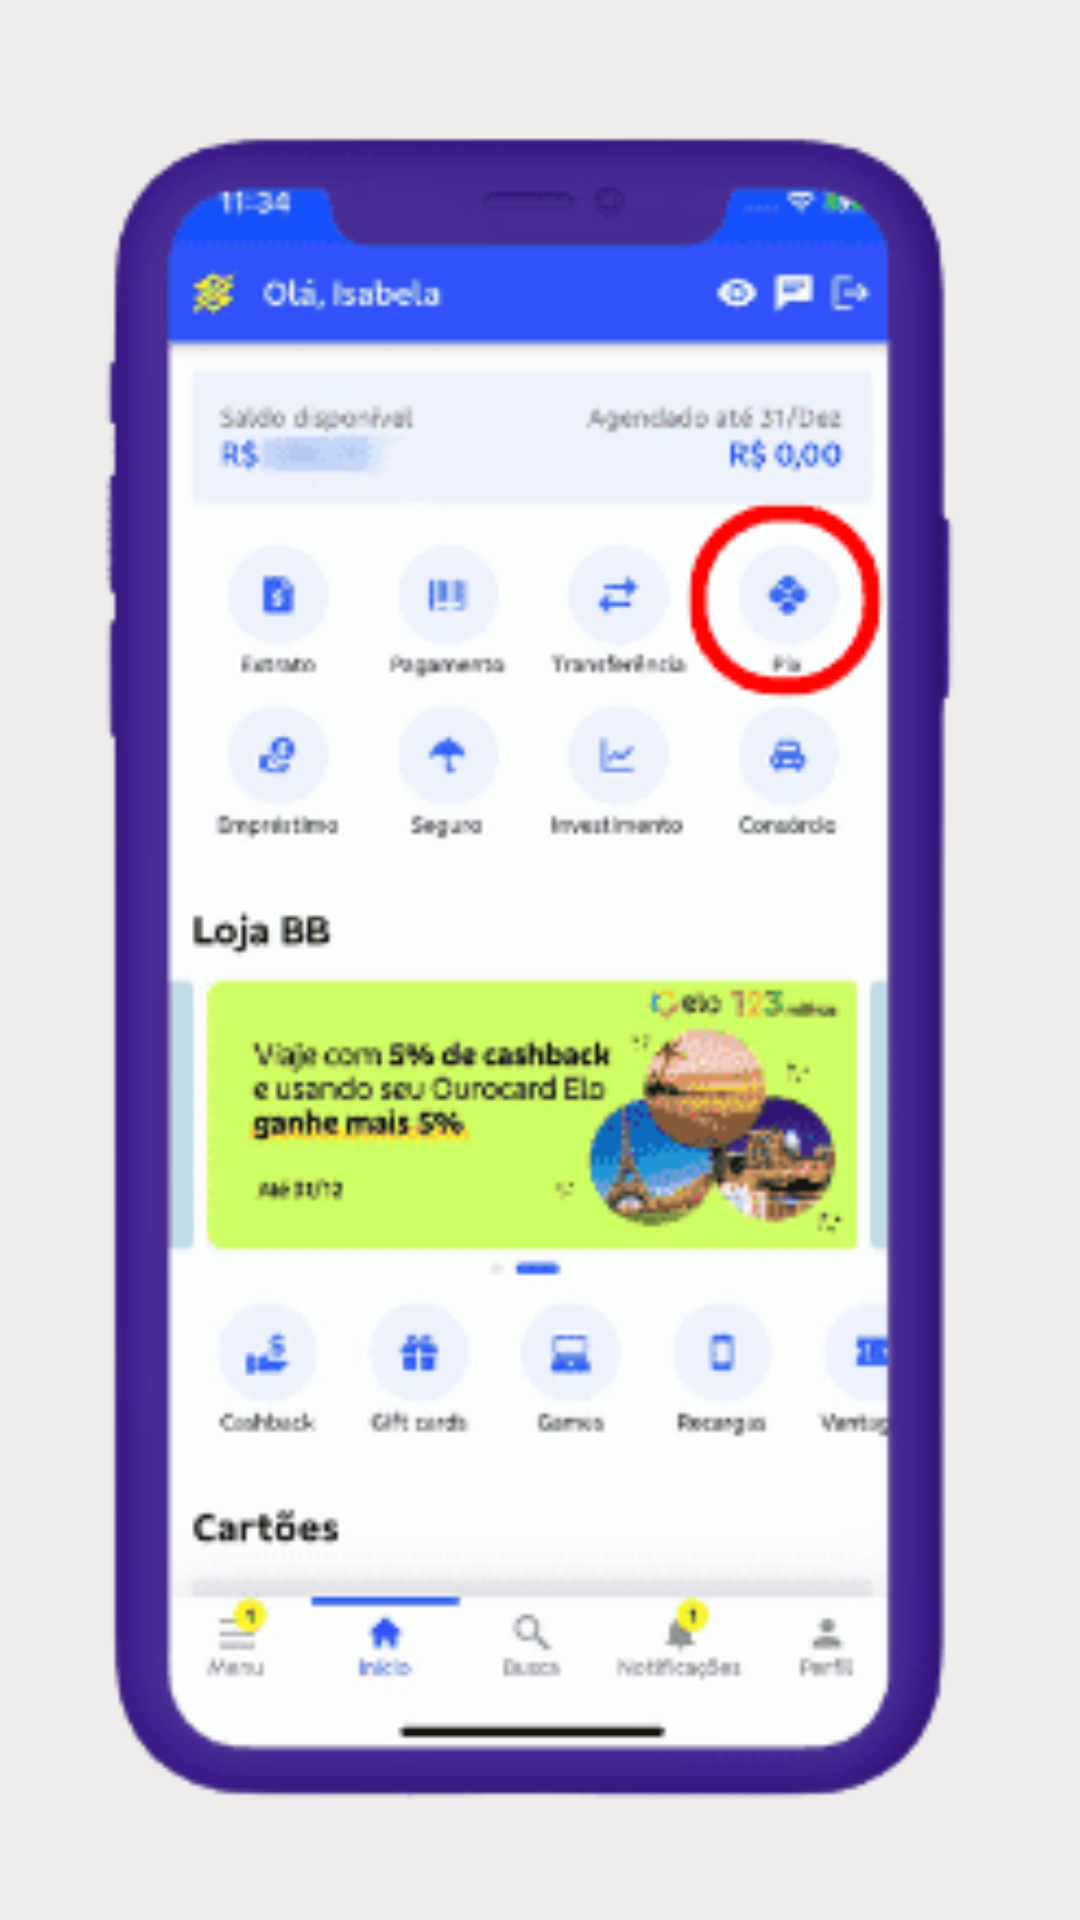 11:34
Olá, Isabela
Saldo disponível
Agendado até 31/Dez
R$
R$ 0,00
Extrato
Pagamento
Transferência
Pix
Empréstimo
Seguro
Investimento
Consórcio
Loja BB
elo 123 milhas
Viaje com 5% de cashback
e usando seu Ourocard Elo
ganhe mais 5%
Até 31/12
Cashback
Gift cards
Games
Recargas
Vantag
Cartões
1
1
Menu
Início
Busca
Notificações
Perfil